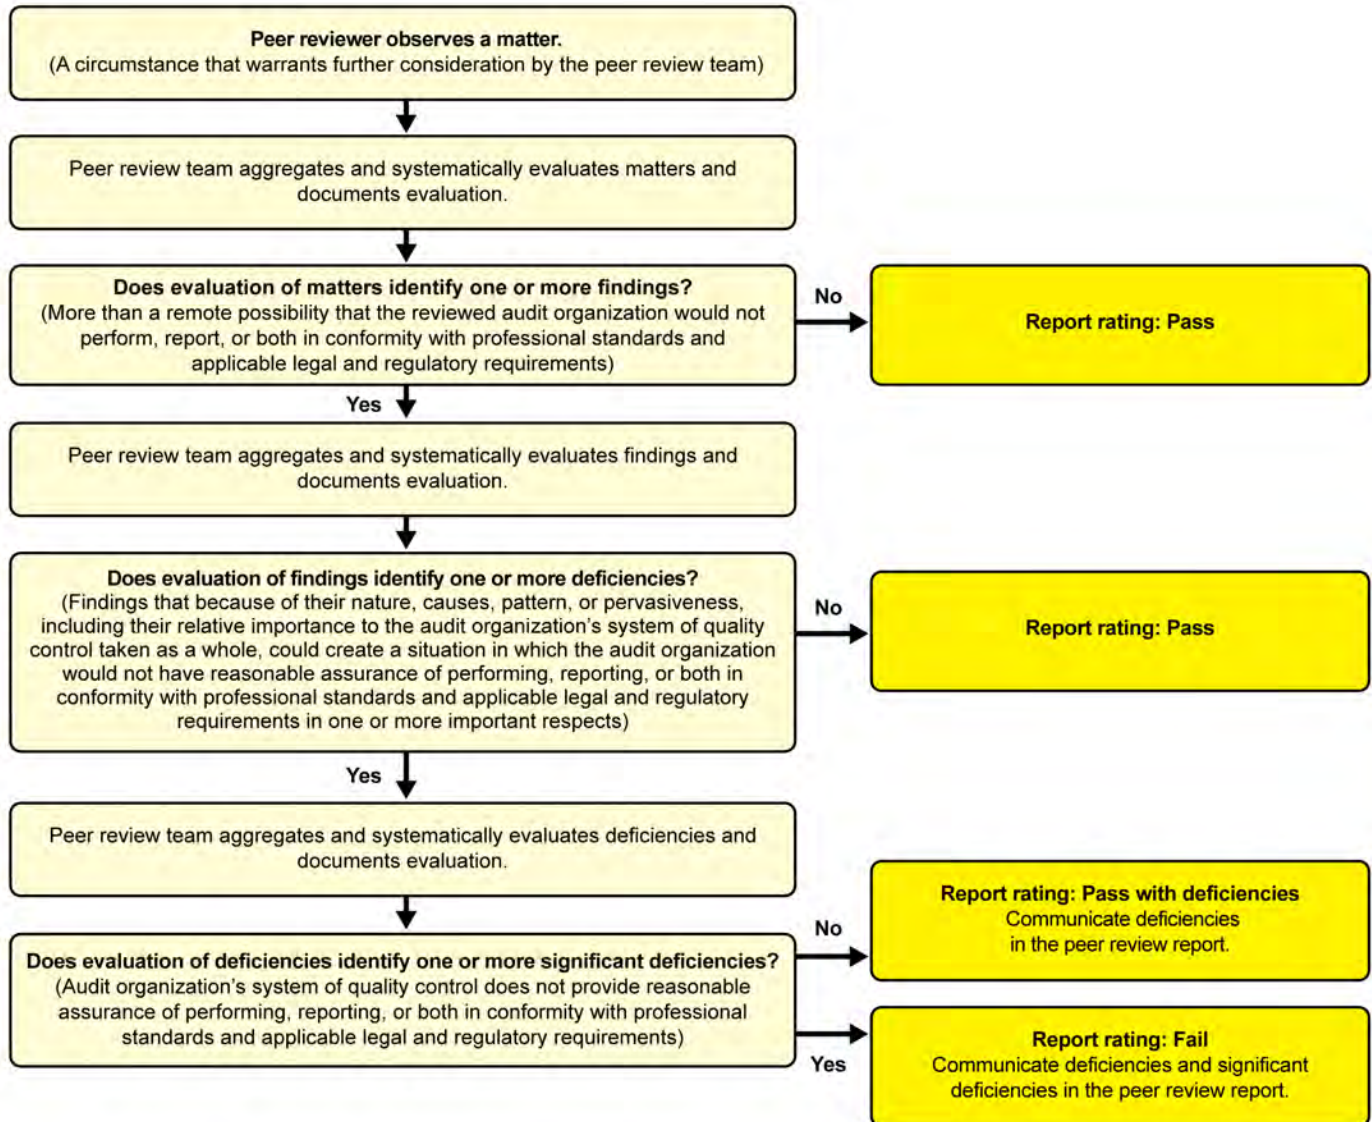 Peer reviewer observes a matter.
(A circumstance that warrants further consideration by the peer review team)
Peer review team aggregates and systematically evaluates matters and
documents evaluation.
Does evaluation of matters identify one or more findings?
(More than a remote possibility that the reviewed audit organization would not
perform, report, or both in conformity with professional standards and
applicable legal and regulatory requirements)
No
Report rating: Pass
Yes
Peer review team aggregates and systematically evaluates findings and
documents evaluation.
Does evaluation of findings identify one or more deficiencies?
(Findings that because of their nature, causes, pattern, or pervasiveness,
including their relative importance to the audit organization’s system of quality
control taken as a whole, could create a situation in which the audit organization
would not have reasonable assurance of performing, reporting, or both in
conformity with professional standards and applicable legal and regulatory
requirements in one or more important respects)
No
Report rating: Pass
Yes
Peer review team aggregates and systematically evaluates deficiencies and
documents evaluation.
Does evaluation of deficiencies identify one or more significant deficiencies?
(Audit organization’s system of quality control does not provide reasonable
assurance of performing, reporting, or both in conformity with professional
standards and applicable legal and regulatory requirements)
No
Report rating: Pass with deficiencies
Communicate deficiencies
in the peer review report.
Yes
Report rating: Fail
Communicate deficiencies and significant
deficiencies in the peer review report.